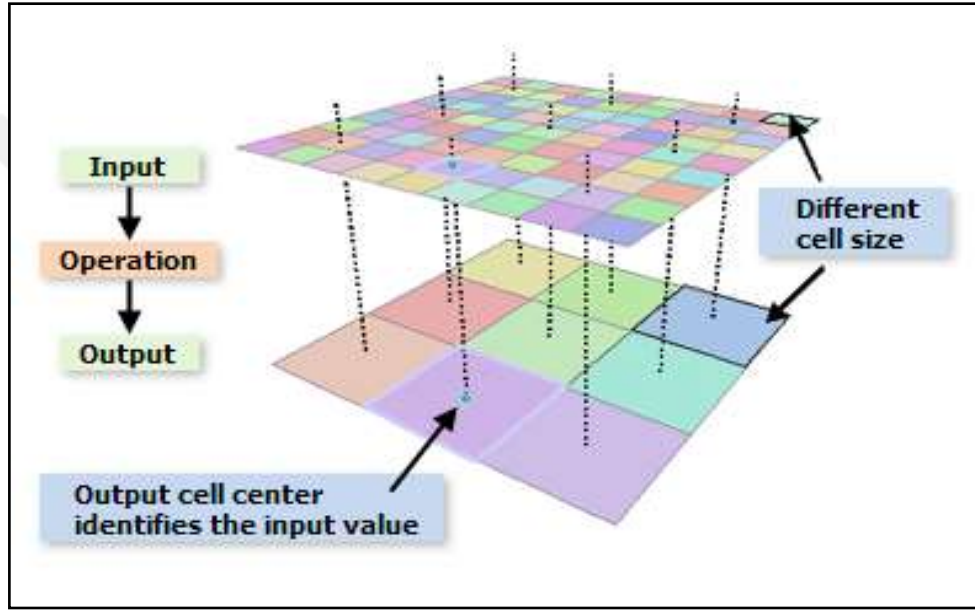 Input
Operation
Output
Different
cell size
Output cell center
identifies the input value